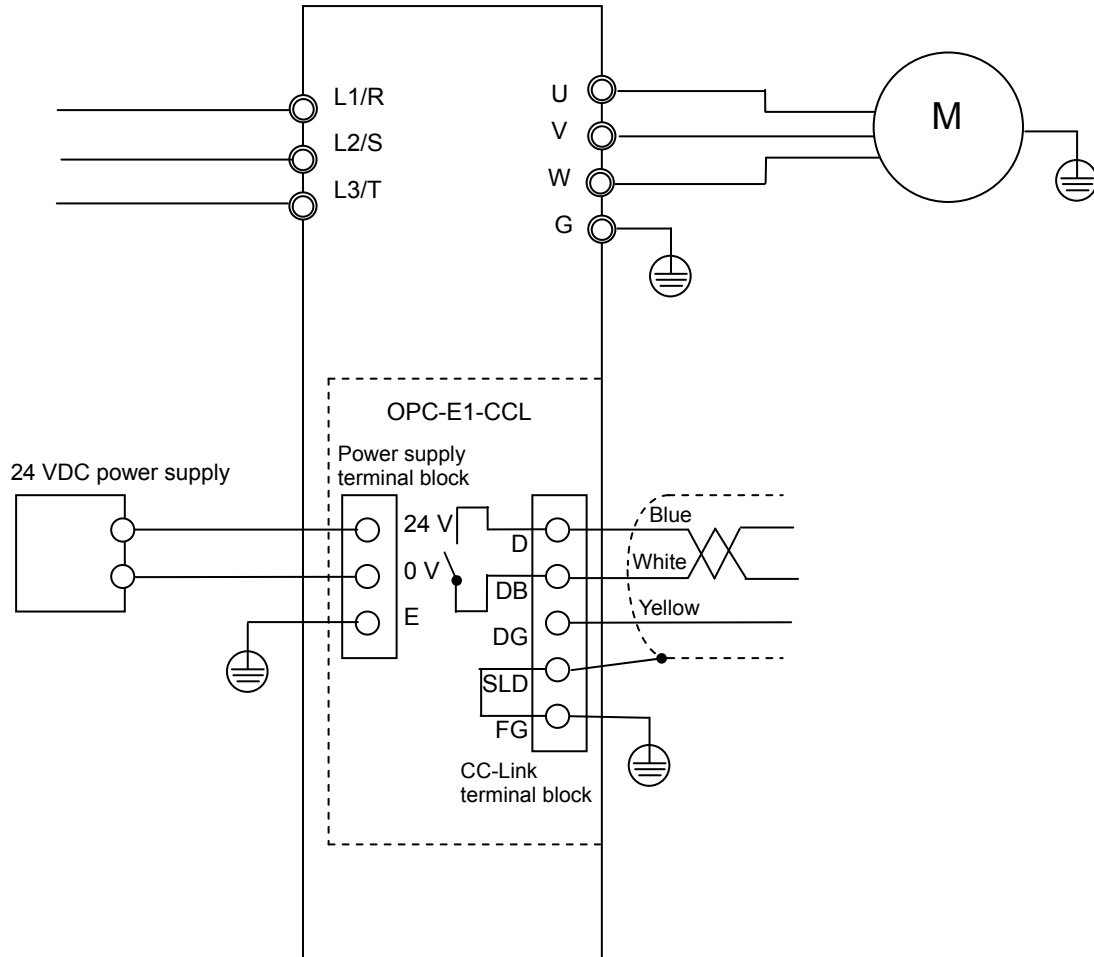 L1/R
L2/S
L3/T
U
V
W
G
M
OPC-E1-CCL
Power supply
terminal block
24 VDC power supply
24 V
0 V
E
D
DB
DG
SLD
FG
Blue
White
Yellow
CC-Link
terminal block